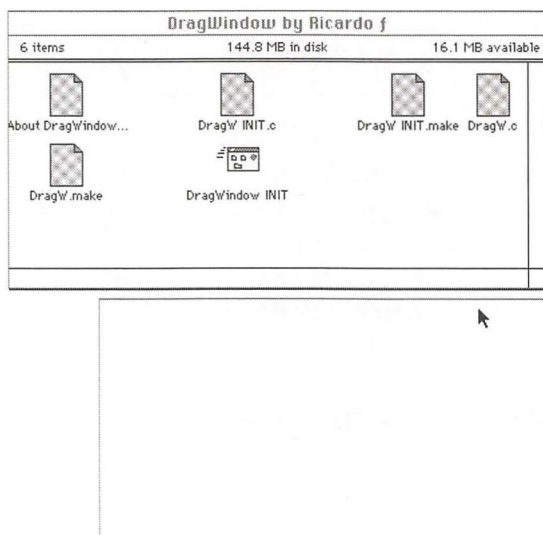 DragWindow by Ricardo ƒ
6 items 144.8 MB in disk 16.1 MB available
About DragWindow... DragW INIT.c DragW INIT.make DragW.c
DragW.make DragWindow INIT